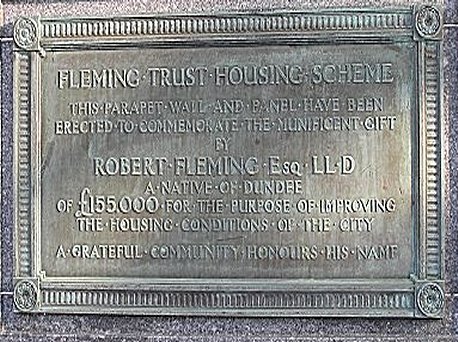 FLEMING·TRUST·HOUSING·SCHEME
THIS·PARAPET·WALL·AND·PANEL·HAVE·BEEN
ERECTED·TO·COMMEMORATE·THE·MUNIFICENT·GIFT
BY
ROBERT·FLEMING·ESQ·LL·D
A·NATIVE·OF·DUNDEE
OF·£155,000·FOR·THE·PURPOSE·OF·IMPROVING
THE·HOUSING·CONDITIONS·OF·THE·CITY
A·GRATEFUL·COMMUNITY·HONOURS·HIS·NAME